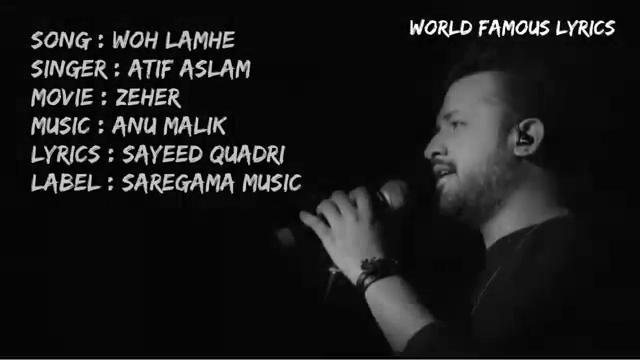 WORLD FAMOUS LYRICS
SONG : WOH LAMHE
SINGER : ATIF ASLAM
MOVIE : ZEHER
MUSIC : ANU MALIK
LYRICS : SAYEED QUADRI
LABEL : SAREGAMA MUSIC